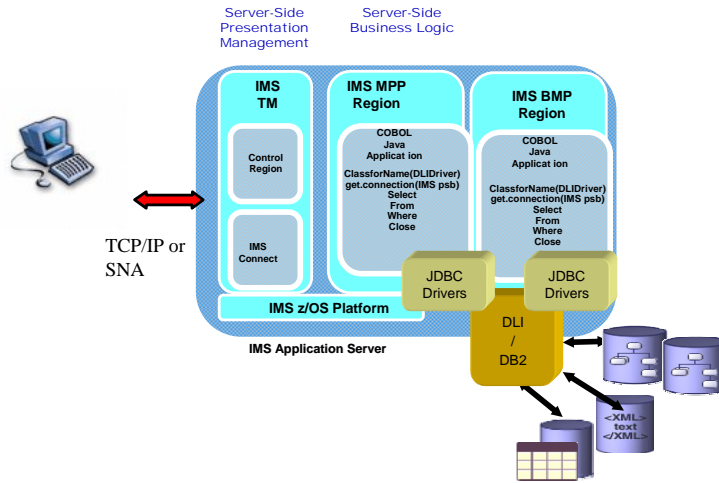 Server-Side
Presentation
Management
Server-Side
Business Logic
IMS
TM
Control
Region
IMS
Connect
IMS MPP
Region
COBOL
Java
Applicat ion
ClassforName(DLIDriver)
get.connection(IMS psb)
Select
From
Where
Close
IMS BMP
Region
COBOL
Java
Applicat ion
ClassforName(DLIDriver)
get.connection(IMS psb)
Select
From
Where
Close
TCP/IP or
SNA
JDBC
Drivers
JDBC
Drivers
IMS z/OS Platform
IMS Application Server
DLI
/
DB2
<XML>
text
</XML>